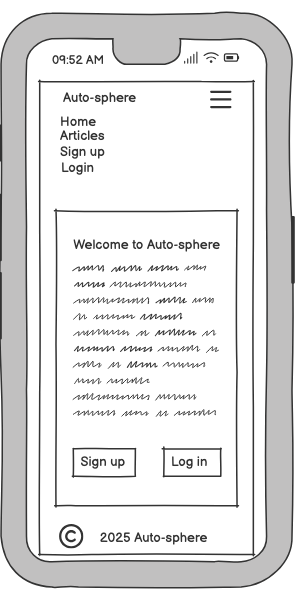 09:52 AM
Auto-sphere
Home
Articles
Sign up
Login
Welcome to Auto-sphere
Sign up
Log in
© 2025 Auto-sphere